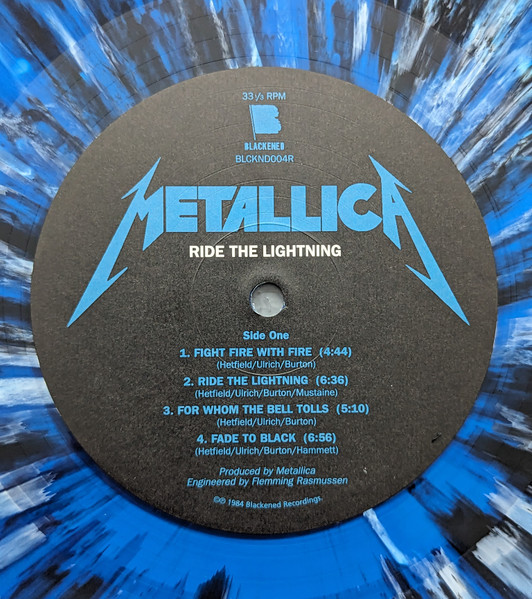 33 1/3 RPM
B
BLACKENED
BLCKND004R
METALLICA
RIDE THE LIGHTNING
Side One
1. FIGHT FIRE WITH FIRE (4:44)
(Hetfield/Ulrich/Burton)
2. RIDE THE LIGHTNING (6:36)
(Hetfield/Ulrich/Burton/Mustaine)
3. FOR WHOM THE BELL TOLLS (5:10)
(Hetfield/Ulrich/Burton)
4. FADE TO BLACK (6:56)
(Hetfield/Ulrich/Burton/Hammett)
Produced by Metallica
Engineered by Flemming Rasmussen
©℗ 1984 Blackened Recordings.